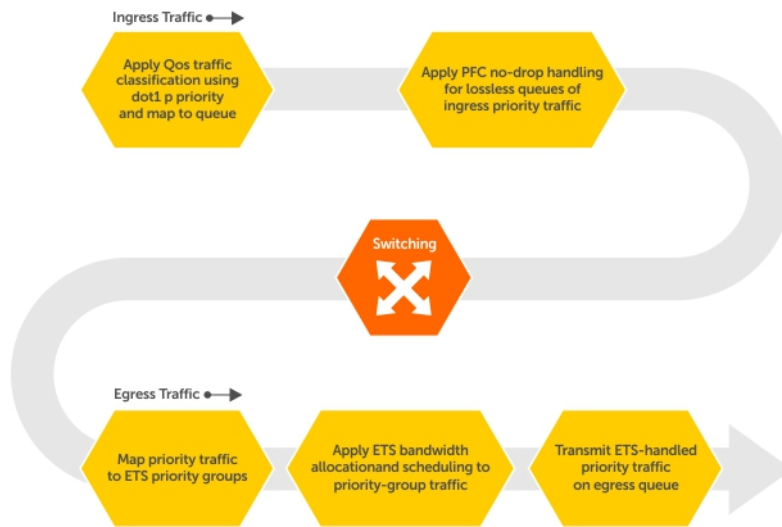 Ingress Traffic
Apply Qos traffic
classification using
dot1 p priority
and map to queue
Apply PFC no-drop handling
for lossless queues of
ingress priority traffic
Switching
Egress Traffic
Map priority traffic
to ETS priority groups
Apply ETS bandwidth
allocationand scheduling to
priority-group traffic
Transmit ETS-handled
priority traffic
on egress queue